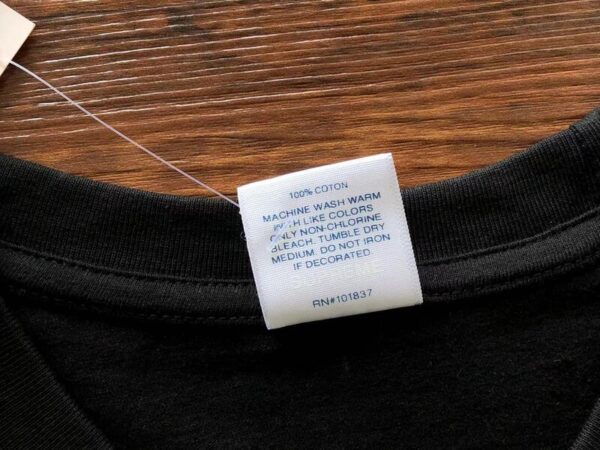 100% COTON
MACHINE WASH WARM
WITH LIKE COLORS
ONLY NON-CHLORINE
BLEACH. TUMBLE DRY
MEDIUM. DO NOT IRON
IF DECORATED
RN#101837